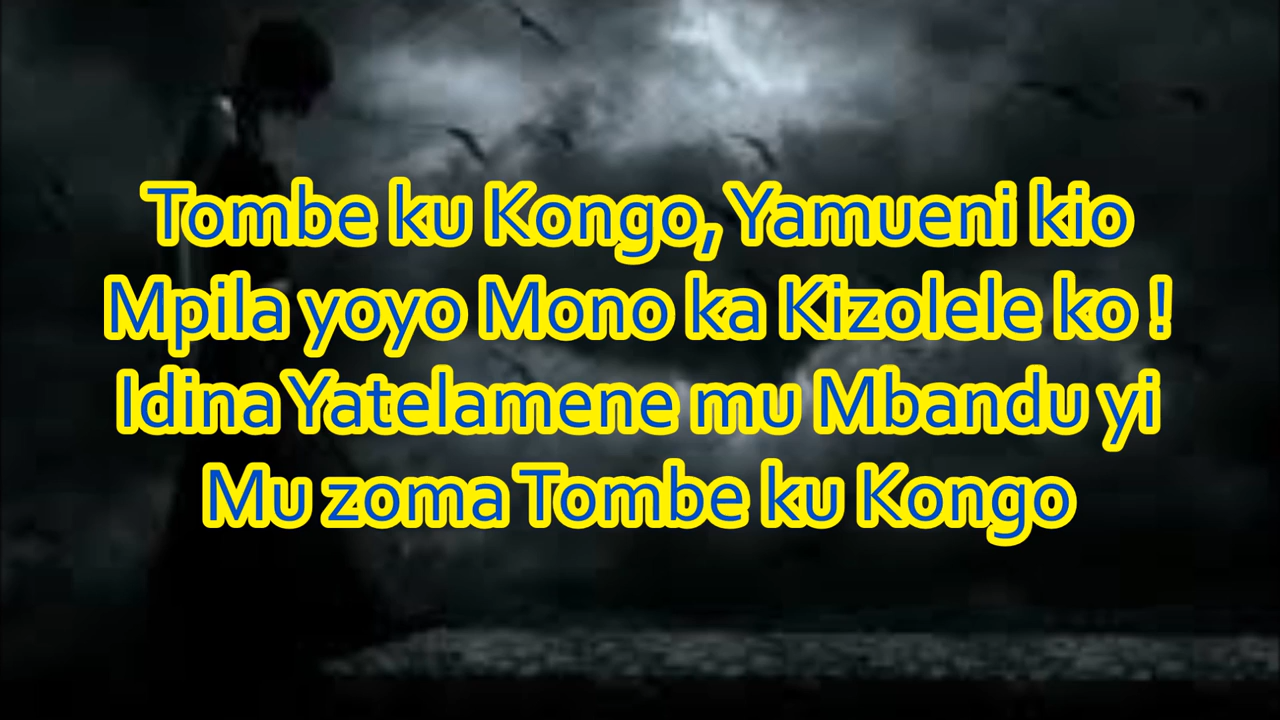 Tombe ku Kongo, Yamueni kio
Mpila yoyo Mono ka Kizolele ko !
Idina Yatelamene mu Mbandu yi
Mu zoma Tombe ku Kongo